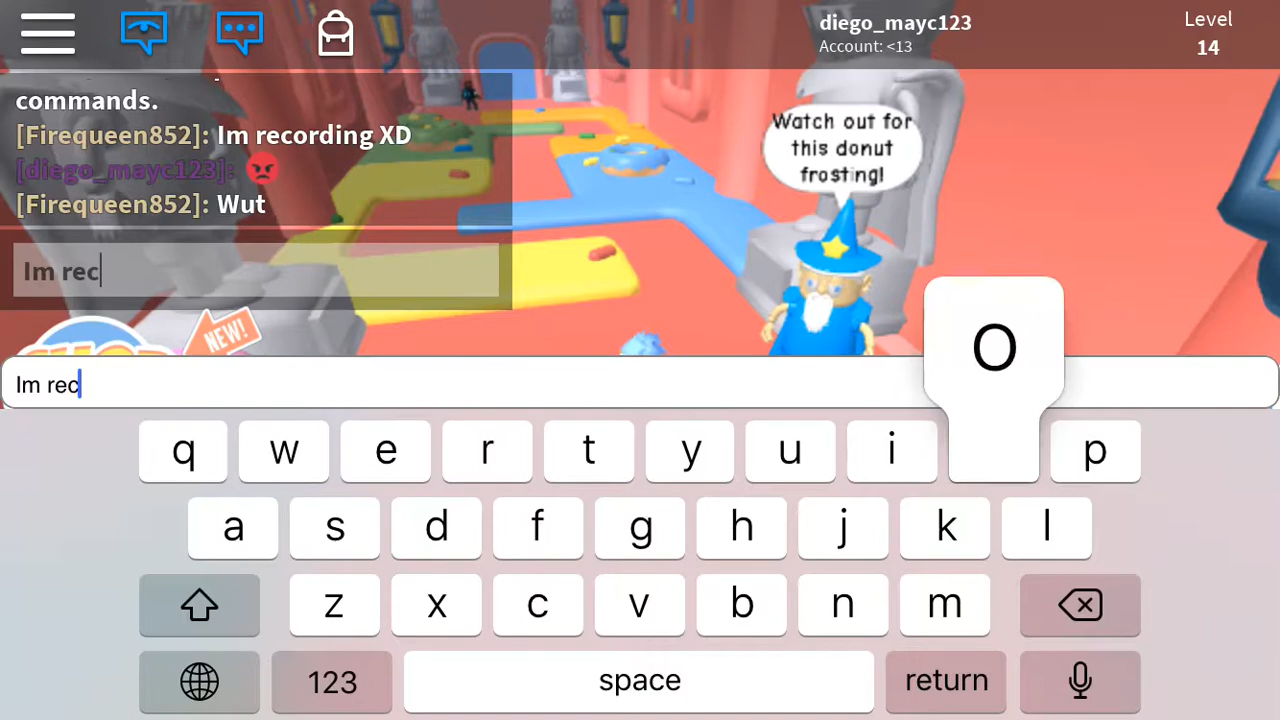 diego_mayc123
Account: <13
Level
14
commands.
[Firequeen852]: Im recording XD
[diego_mayc123]: 😡
[Firequeen852]: Wut
Im rec
Watch out for
this donut
frosting!
NEW!
Im rec
O
q w e r t y u i p
a s d f g h j k l
z x c v b n m
123 space return